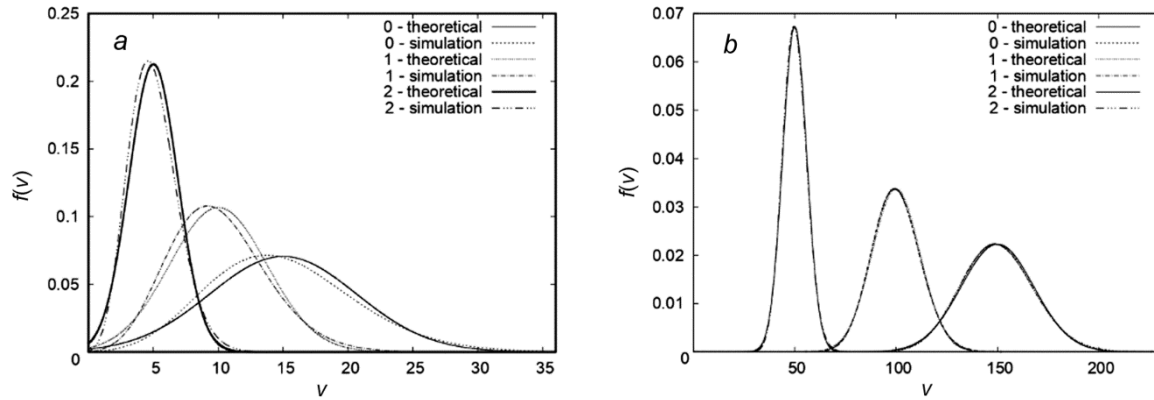 a
0.25
0.2
0.15
0.1
0.05
0
5
10
15
20
25
30
35
f(v)
v
0 - theoretical
0 - simulation
1 - theoretical
1 - simulation
2 - theoretical
2 - simulation
b
0.07
0.06
0.05
0.04
0.03
0.02
0.01
0
50
100
150
200
f(v)
v
0 - theoretical
0 - simulation
1 - theoretical
1 - simulation
2 - theoretical
2 - simulation